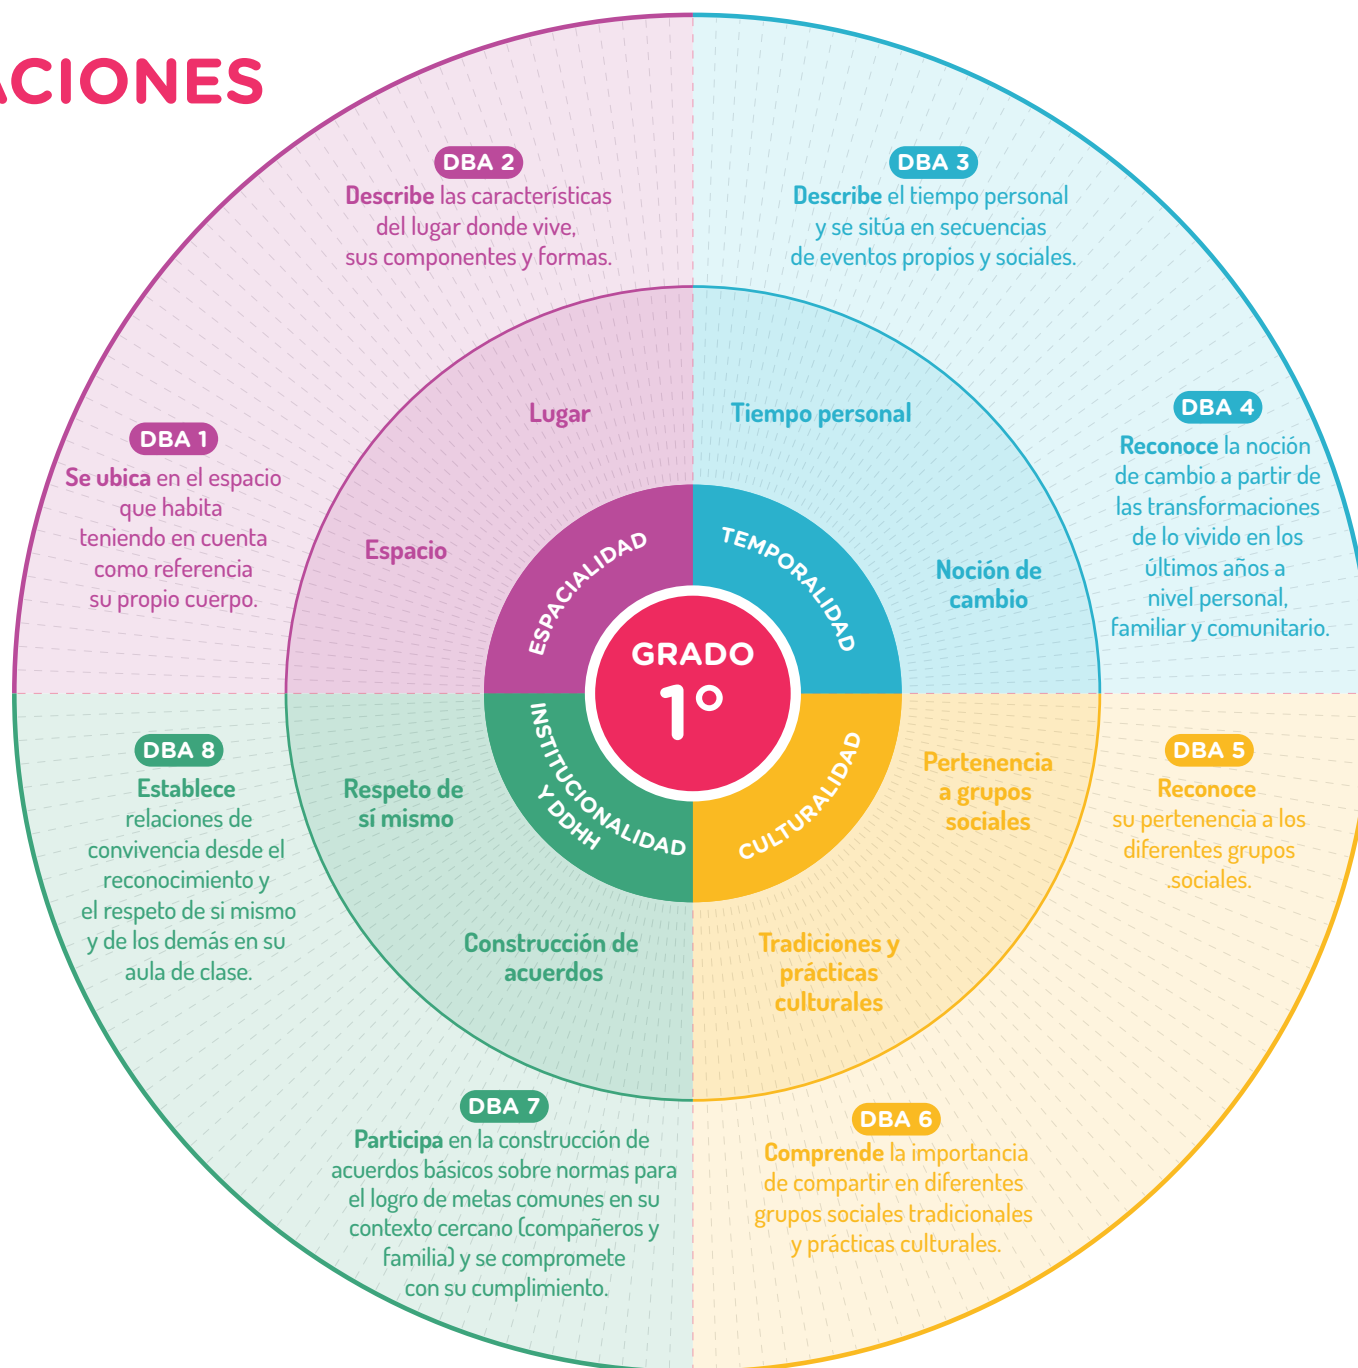 ACIONES
DBA 2
Describe las características
del lugar donde vive,
sus componentes y formas.
DBA 3
Describe el tiempo personal
y se sitúa en secuencias
de eventos propios y sociales.
DBA 1
Se ubica en el espacio
que habita
teniendo en cuenta
como referencia
su propio cuerpo.
DBA 4
Reconoce la noción
de cambio a partir de
las transformaciones
de lo vivido en los
últimos años a
nivel personal,
familiar y comunitario.
Lugar
Tiempo personal
Espacio
Noción de
cambio
ESPACIALIDAD
TEMPORALIDAD
GRADO
1º
INSTITUCIONALIDAD
Y DDHH
CULTURALIDAD
Respeto de
sí mismo
Pertenencia
a grupos
sociales
Construcción de
acuerdos
Tradiciones y
prácticas
culturales
DBA 8
Establece
relaciones de
convivencia desde el
reconocimiento y
el respeto de si mismo
y de los demás en su
aula de clase.
DBA 5
Reconoce
su pertenencia a los
diferentes grupos
.sociales.
DBA 7
Participa en la construcción de
acuerdos básicos sobre normas para
el logro de metas comunes en su
contexto cercano (compañeros y
familia) y se compromete
con su cumplimiento.
DBA 6
Comprende la importancia
de compartir en diferentes
grupos sociales tradicionales
y prácticas culturales.